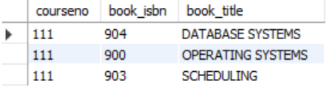 courseno book_isbn book_title
111 904 DATABASE SYSTEMS
111 900 OPERATING SYSTEMS
111 903 SCHEDULING